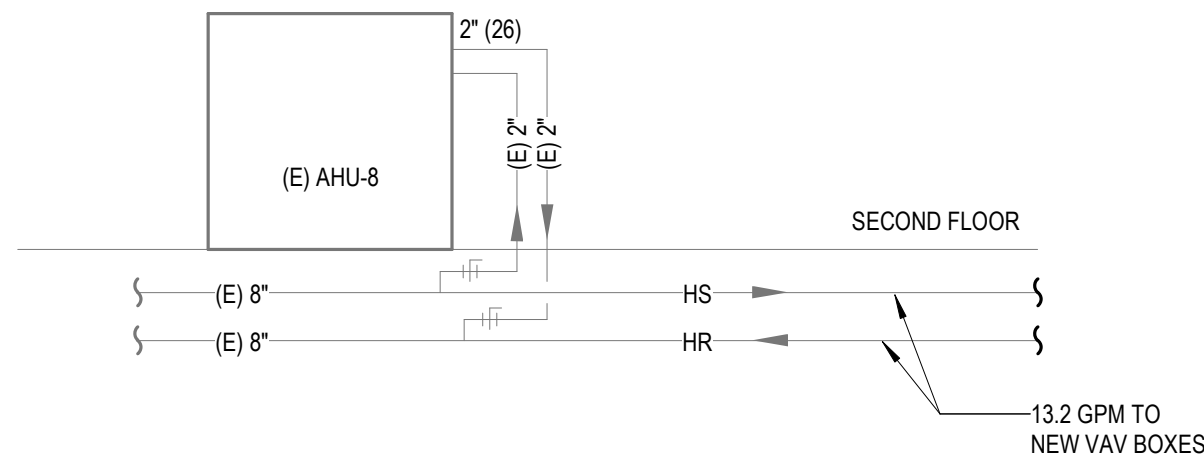 2" (26)
(E) 2"
(E) 2"
(E) AHU-8
SECOND FLOOR
(E) 8"
HS
(E) 8"
HR
13.2 GPM TO
NEW VAV BOXES